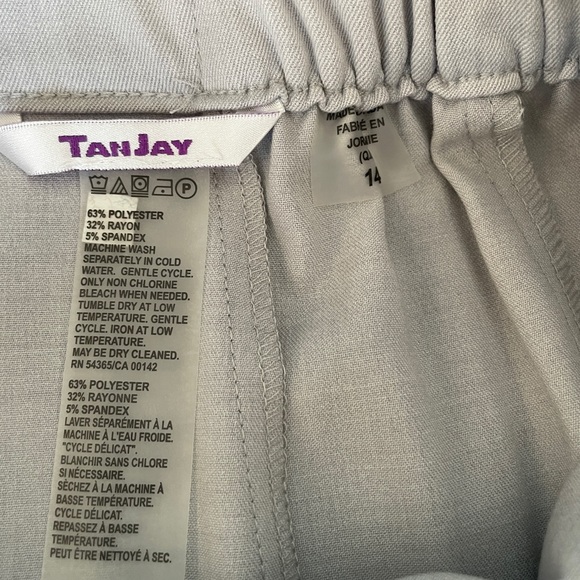 TANJAY
P
63% POLYESTER
32% RAYON
5% SPANDEX
MACHINE WASH
SEPARATELY IN COLD
WATER. GENTLE CYCLE.
ONLY NON CHLORINE
BLEACH WHEN NEEDED.
TUMBLE DRY AT LOW
TEMPERATURE. GENTLE
CYCLE. IRON AT LOW
TEMPERATURE.
MAY BE DRY CLEANED.
RN 54365/CA 00142
63% POLYESTER
32% RAYONNE
5% SPANDEX
LAVER SÉPARÉMENT À LA
MACHINE À L'EAU FROIDE.
"CYCLE DÉLICAT".
BLANCHIR SANS CHLORE
SI NÉCESSAIRE.
SÈCHEZ À LA MACHINE À
BASSE TEMPÉRATURE.
CYCLE DÉLICAT.
REPASSEZ À BASSE
TEMPÉRATURE.
PEUT ÊTRE NETTOYÉ À SEC.
FABIÉ EN
14